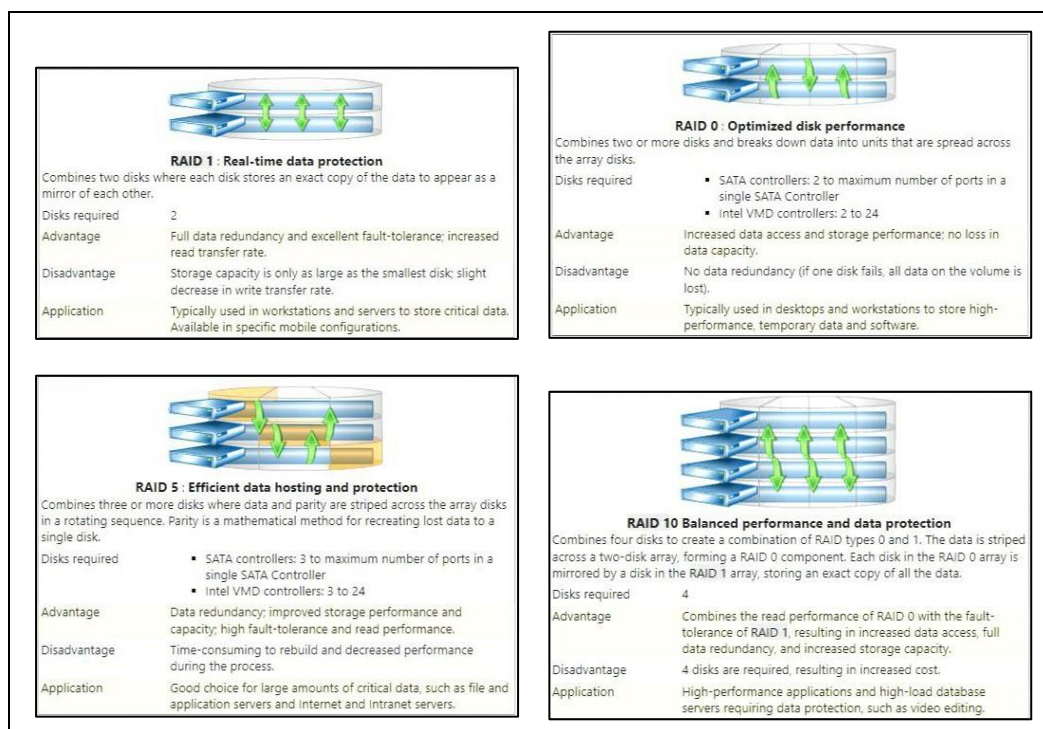 RAID 1 : Real-time data protection
Combines two disks where each disk stores an exact copy of the data to appear as a
mirror of each other.
Disks required 2
Advantage Full data redundancy and excellent fault-tolerance; increased
read transfer rate.
Disadvantage Storage capacity is only as large as the smallest disk; slight
decrease in write transfer rate.
Application Typically used in workstations and servers to store critical data.
Available in specific mobile configurations.
RAID 0 : Optimized disk performance
Combines two or more disks and breaks down data into units that are spread across
the array disks.
Disks required ▪ SATA controllers: 2 to maximum number of ports in a
single SATA Controller
▪ Intel VMD controllers: 2 to 24
Advantage Increased data access and storage performance; no loss in
data capacity.
Disadvantage No data redundancy (if one disk fails, all data on the volume is
lost).
Application Typically used in desktops and workstations to store high-
performance, temporary data and software.
RAID 5 : Efficient data hosting and protection
Combines three or more disks where data and parity are striped across the array disks
in a rotating sequence. Parity is a mathematical method for recreating lost data to a
single disk.
Disks required ▪ SATA controllers: 3 to maximum number of ports in a
single SATA Controller
▪ Intel VMD controllers: 3 to 24
Advantage Data redundancy; improved storage performance and
capacity; high fault-tolerance and read performance.
Disadvantage Time-consuming to rebuild and decreased performance
during the process.
Application Good choice for large amounts of critical data, such as file and
application servers and Internet and Intranet servers.
RAID 10 Balanced performance and data protection
Combines four disks to create a combination of RAID types 0 and 1. The data is striped
across a two-disk array, forming a RAID 0 component. Each disk in the RAID 0 array is
mirrored by a disk in the RAID 1 array, storing an exact copy of all the data.
Disks required 4
Advantage Combines the read performance of RAID 0 with the fault-
tolerance of RAID 1, resulting in increased data access, full
data redundancy, and increased storage capacity.
Disadvantage 4 disks are required, resulting in increased cost.
Application High-performance applications and high-load database
servers requiring data protection, such as video editing.